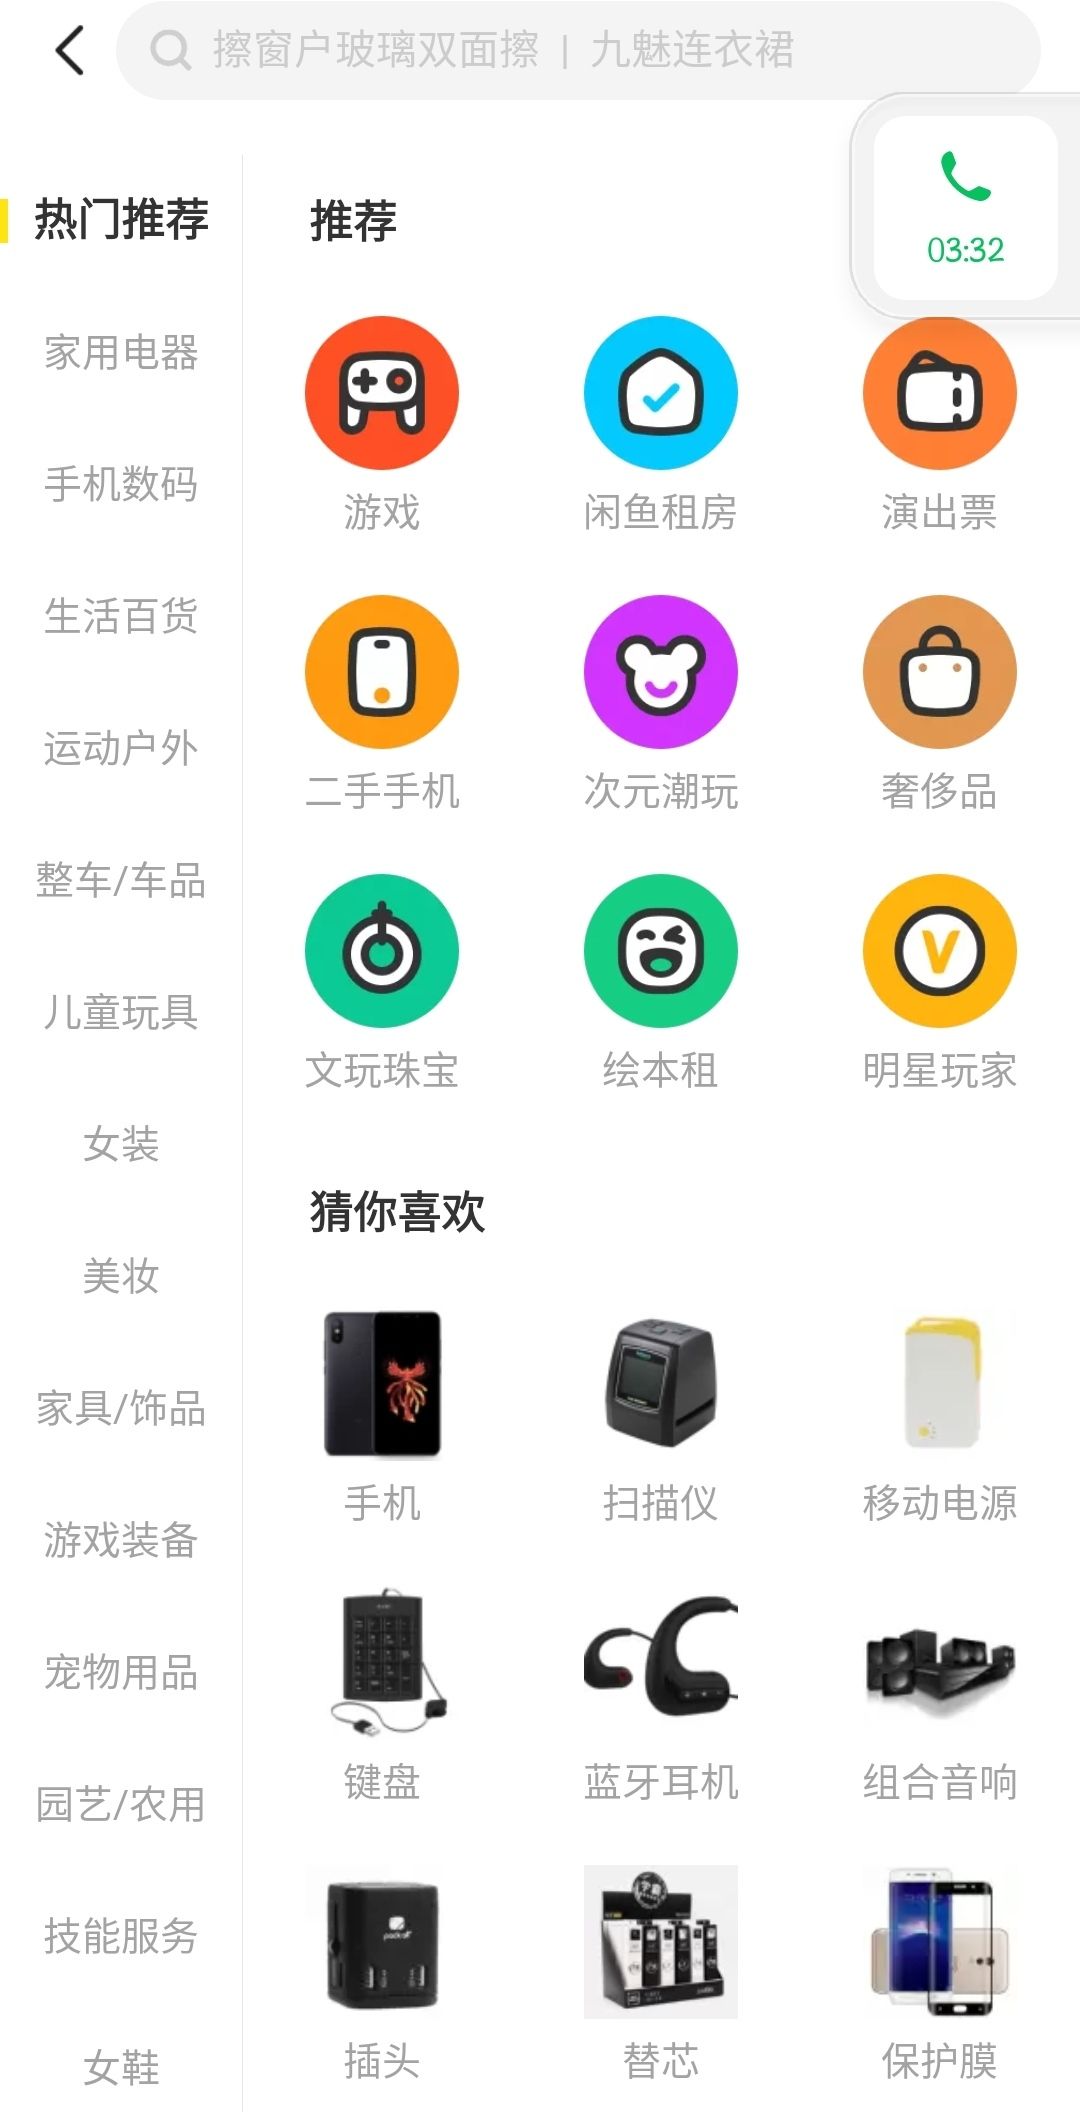 擦窗户玻璃双面擦 | 九魅连衣裙
03:32
热门推荐
家用电器
手机数码
生活百货
运动户外
整车/车品
儿童玩具
女装
美妆
家具/饰品
游戏装备
宠物用品
园艺/农用
技能服务
女鞋
推荐
游戏
闲鱼租房
演出票
二手手机
次元潮玩
奢侈品
文玩珠宝
绘本租
V
明星玩家
猜你喜欢
手机
扫描仪
移动电源
键盘
蓝牙耳机
组合音响
插头
替芯
保护膜